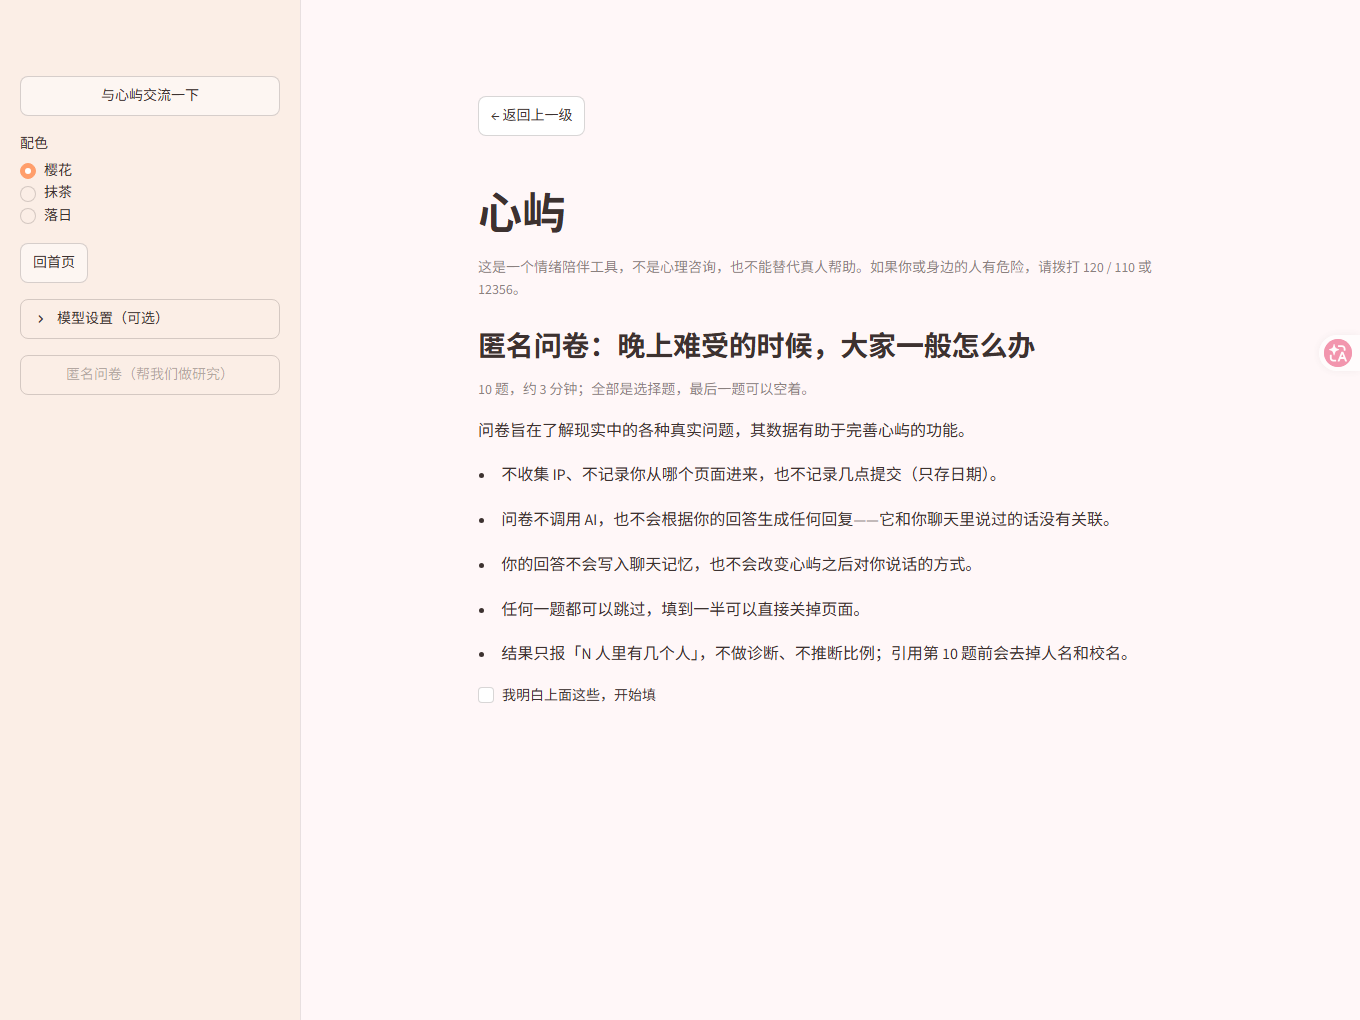 与心屿交流一下
配色
樱花
抹茶
落日
回首页
模型设置（可选）
匿名问卷（帮我们做研究）
← 返回上一级
心屿
这是一个情绪陪伴工具，不是心理咨询，也不能替代真人帮助。如果你或身边的人有危险，请拨打 120 / 110 或
12356。
匿名问卷：晚上难受的时候，大家一般怎么办
10 题，约 3 分钟；全部是选择题，最后一题可以空着。
问卷旨在了解现实中的各种真实问题，其数据有助于完善心屿的功能。
• 不收集 IP、不记录你从哪个页面进来，也不记录几点提交（只存日期）。
• 问卷不调用 AI，也不会根据你的回答生成任何回复——它和你聊天里说过的话没有关联。
• 你的回答不会写入聊天记忆，也不会改变心屿之后对你说话的方式。
• 任何一题都可以跳过，填到一半可以直接关掉页面。
• 结果只报「N 人里有几个人」，不做诊断、不推断比例；引用第 10 题前会去掉人名和校名。
我明白上面这些，开始填